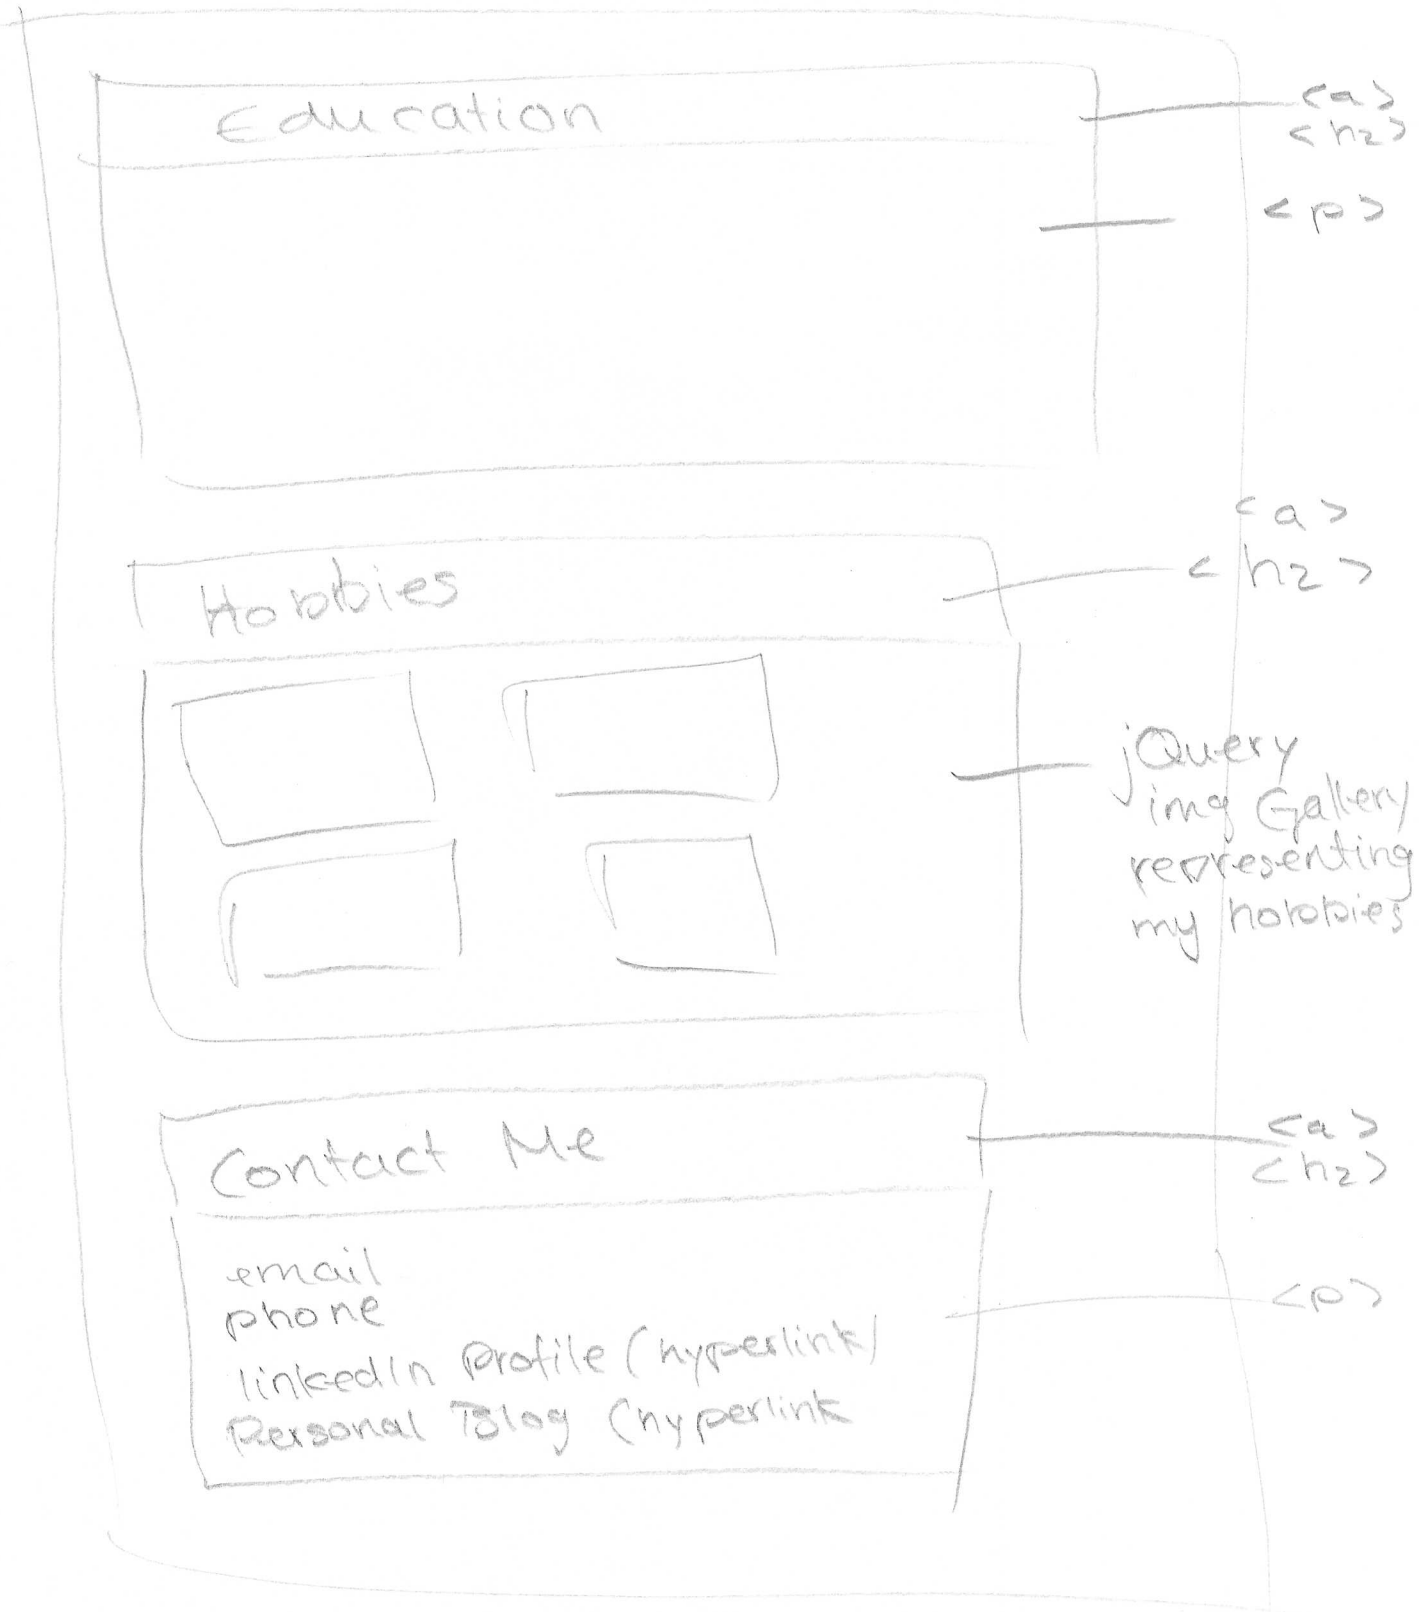 Education
<a>
<h2>
<p>
<a>
<h2>
Hobbies
jQuery
img Gallery
representing
my hobbies
Contact Me
<a>
<h2>
email
phone
linkedIn Profile (hyperlink)
Personal Blog (hyperlink
<p>